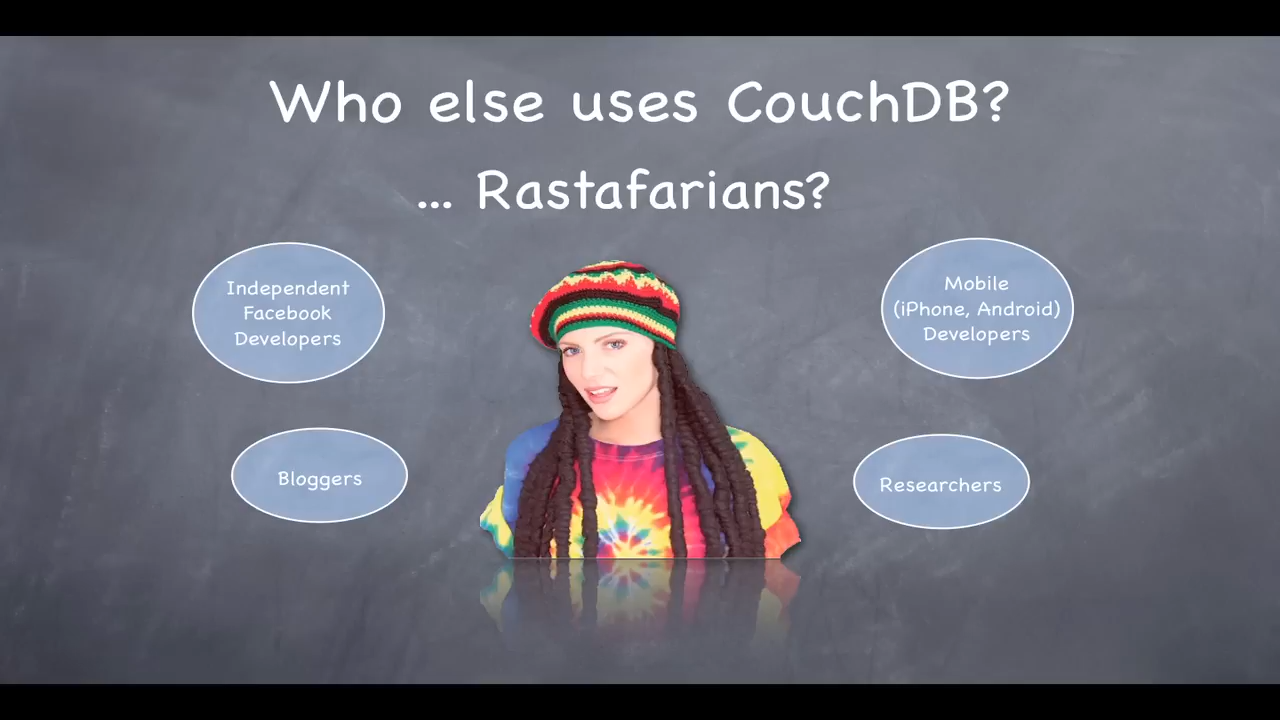 Who else uses CouchDB?
... Rastafarians?
Independent
Facebook
Developers
Mobile
(iPhone, Android)
Developers
Bloggers
Researchers